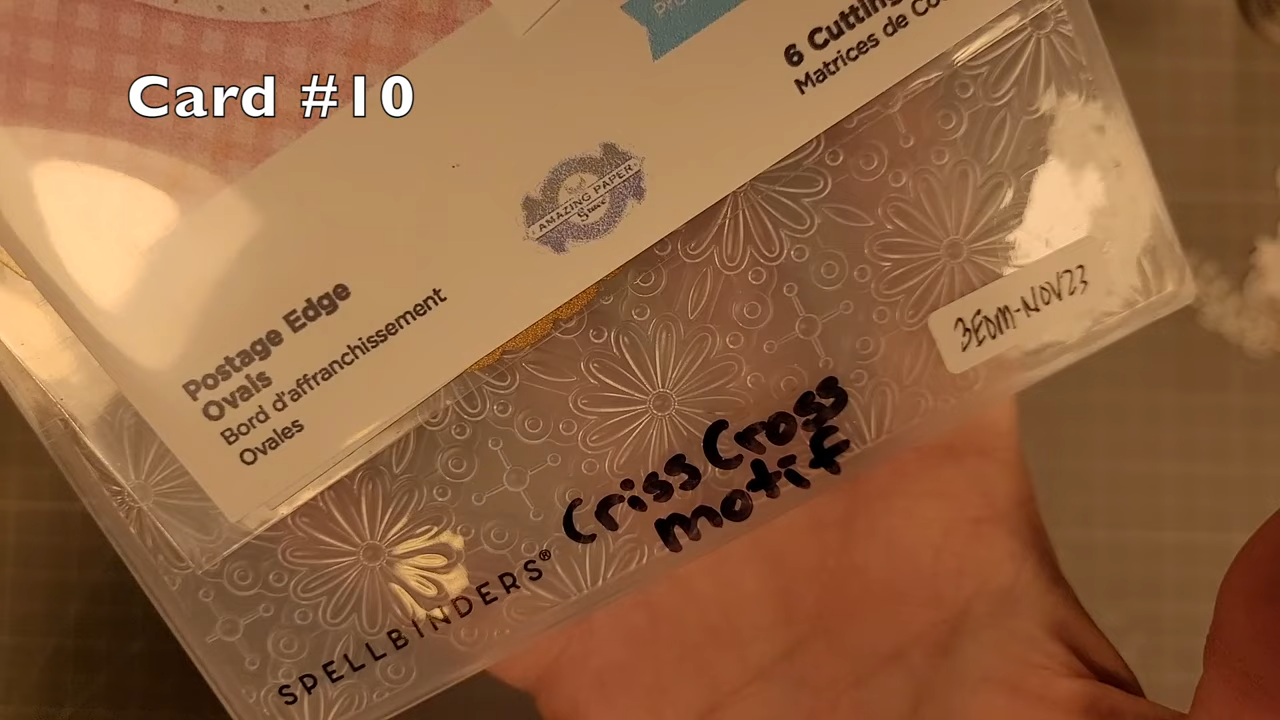 Card #10
6 Cutting
Matrices de
AMAZING PAPER
Postage Edge
Ovals
Bord d'affranchissement
Ovales
3EOM-NOV23
Criss Cross
motif
SPELLBINDERS®